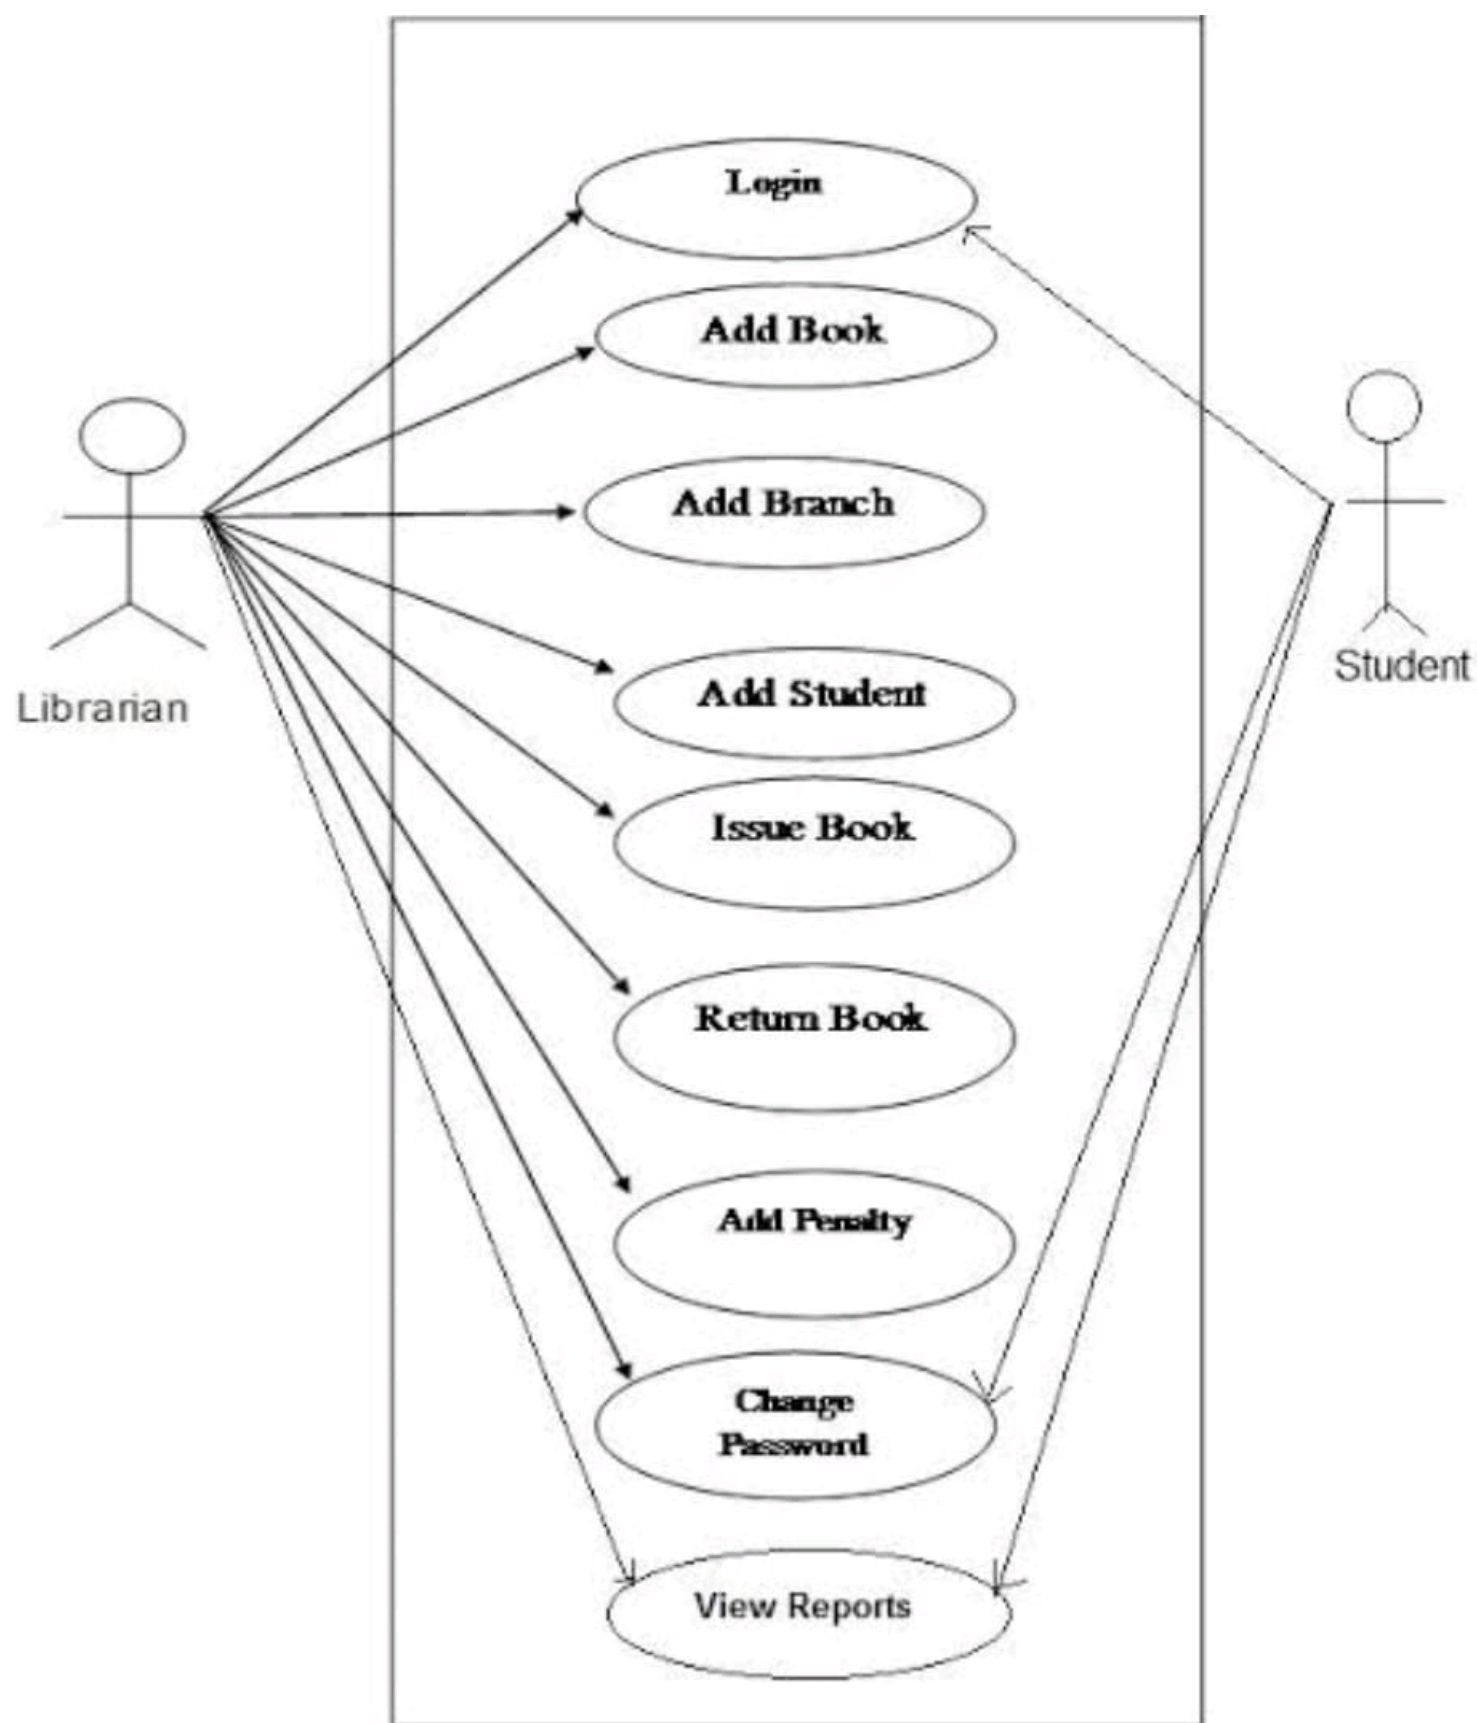 Login
Add Book
Add Branch
Add Student
Librarian
Student
Issue Book
Return Book
Add Penalty
Change
Password
View Reports